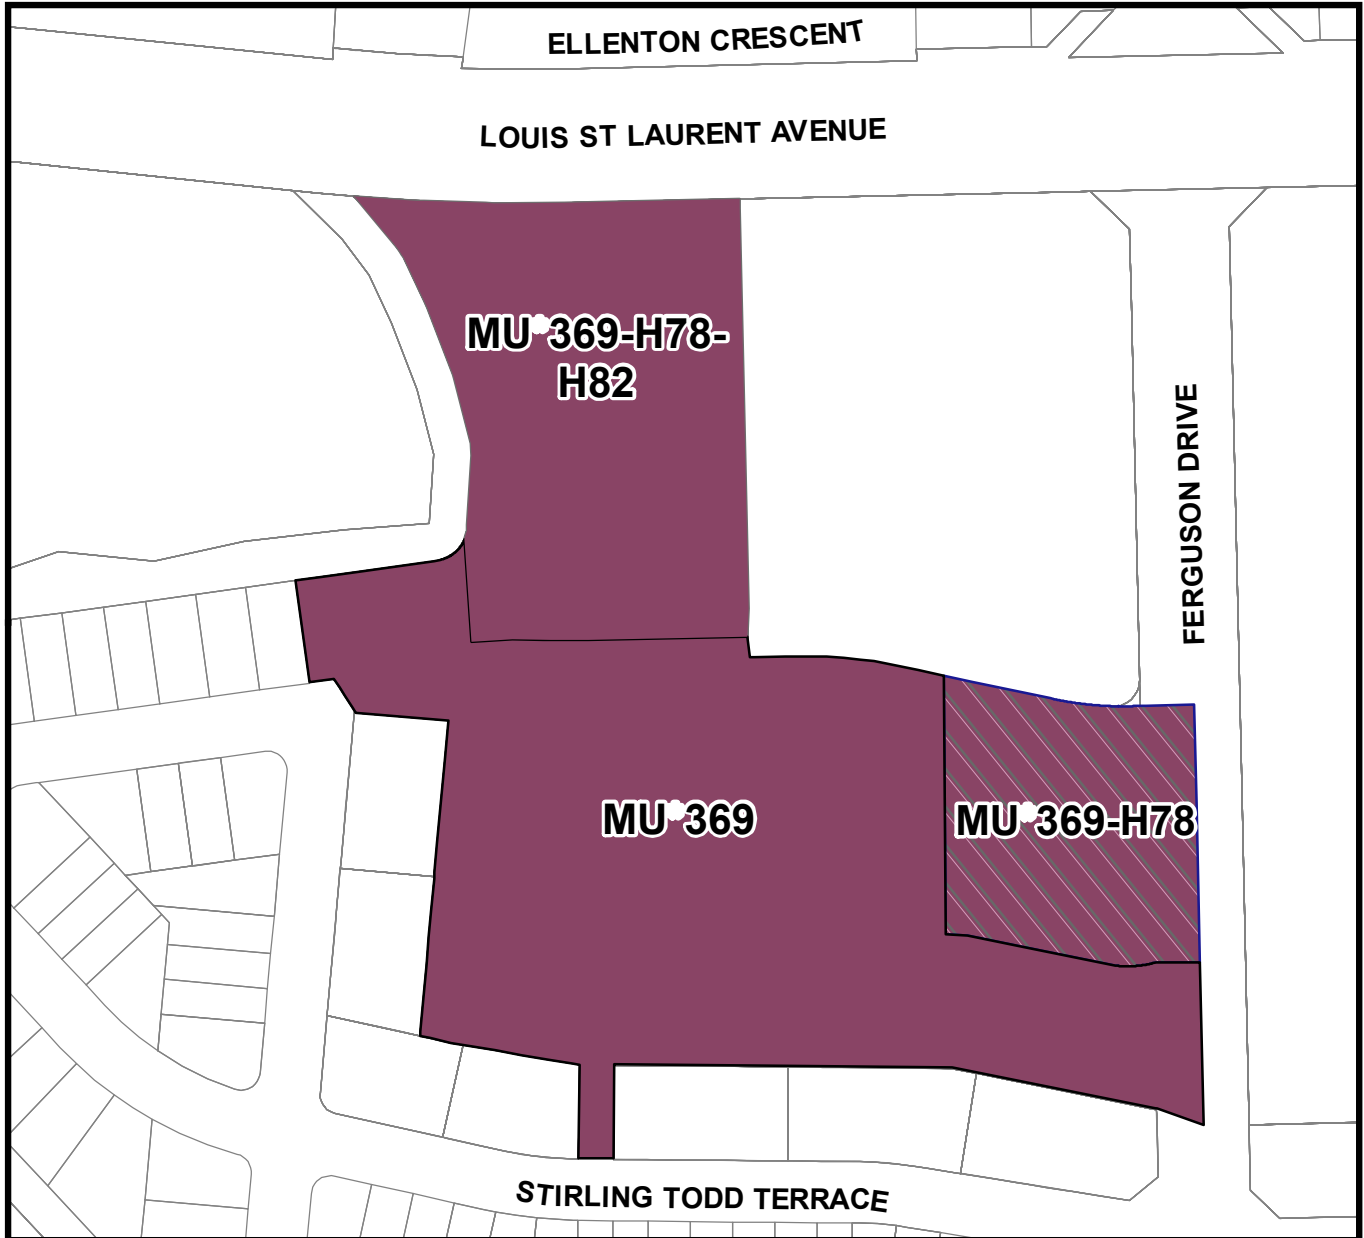 ELLENTON CRESCENT
LOUIS ST LAURENT AVENUE
MU*369-H78-
H82
FERGUSON DRIVE
MU*369
MU*369-H78
STIRLING TODD TERRACE